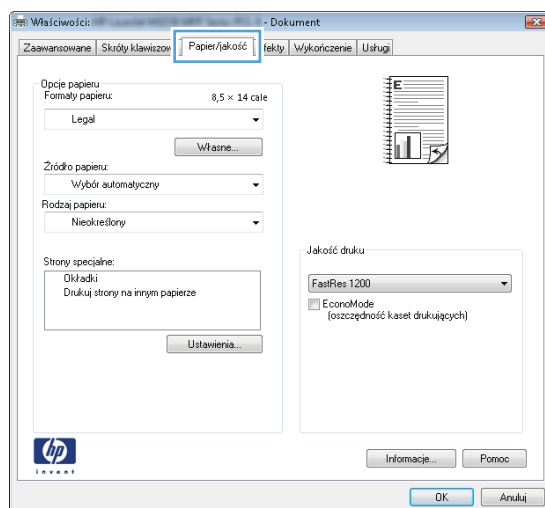 Właściwości: - Dokument
Zaawansowane
Skróty klawiszow
Papier/jakość
fekty
Wykończenie
Usługi
Opcje papieru
Formaty papieru:
8,5 × 14 cale
Legal
Własne...
Źródło papieru:
Wybór automatyczny
Rodzaj papieru:
Nieokreślony
Strony specjalne:
Okładki
Drukuj strony na innym papierze
Ustawienia...
E
Jakość druku
FastRes 1200
EconoMode
(oszczędność kaset drukujących)
hp
invent
Informacje...
Pomoc
OK
Anuluj